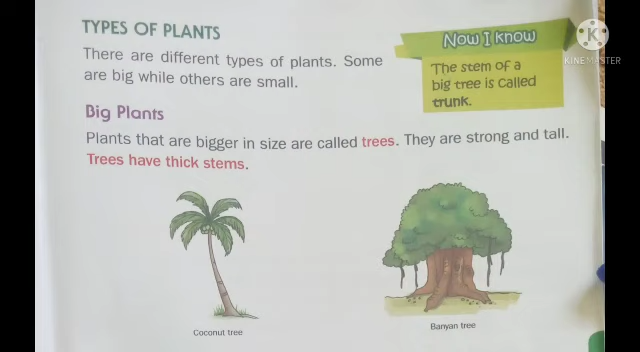 TYPES OF PLANTS
There are different types of plants. Some
are big while others are small.
Now I know
The stem of a
big tree is called
trunk.
K
KINEMASTER
Big Plants
Plants that are bigger in size are called trees. They are strong and tall.
Trees have thick stems.
Coconut tree
Banyan tree